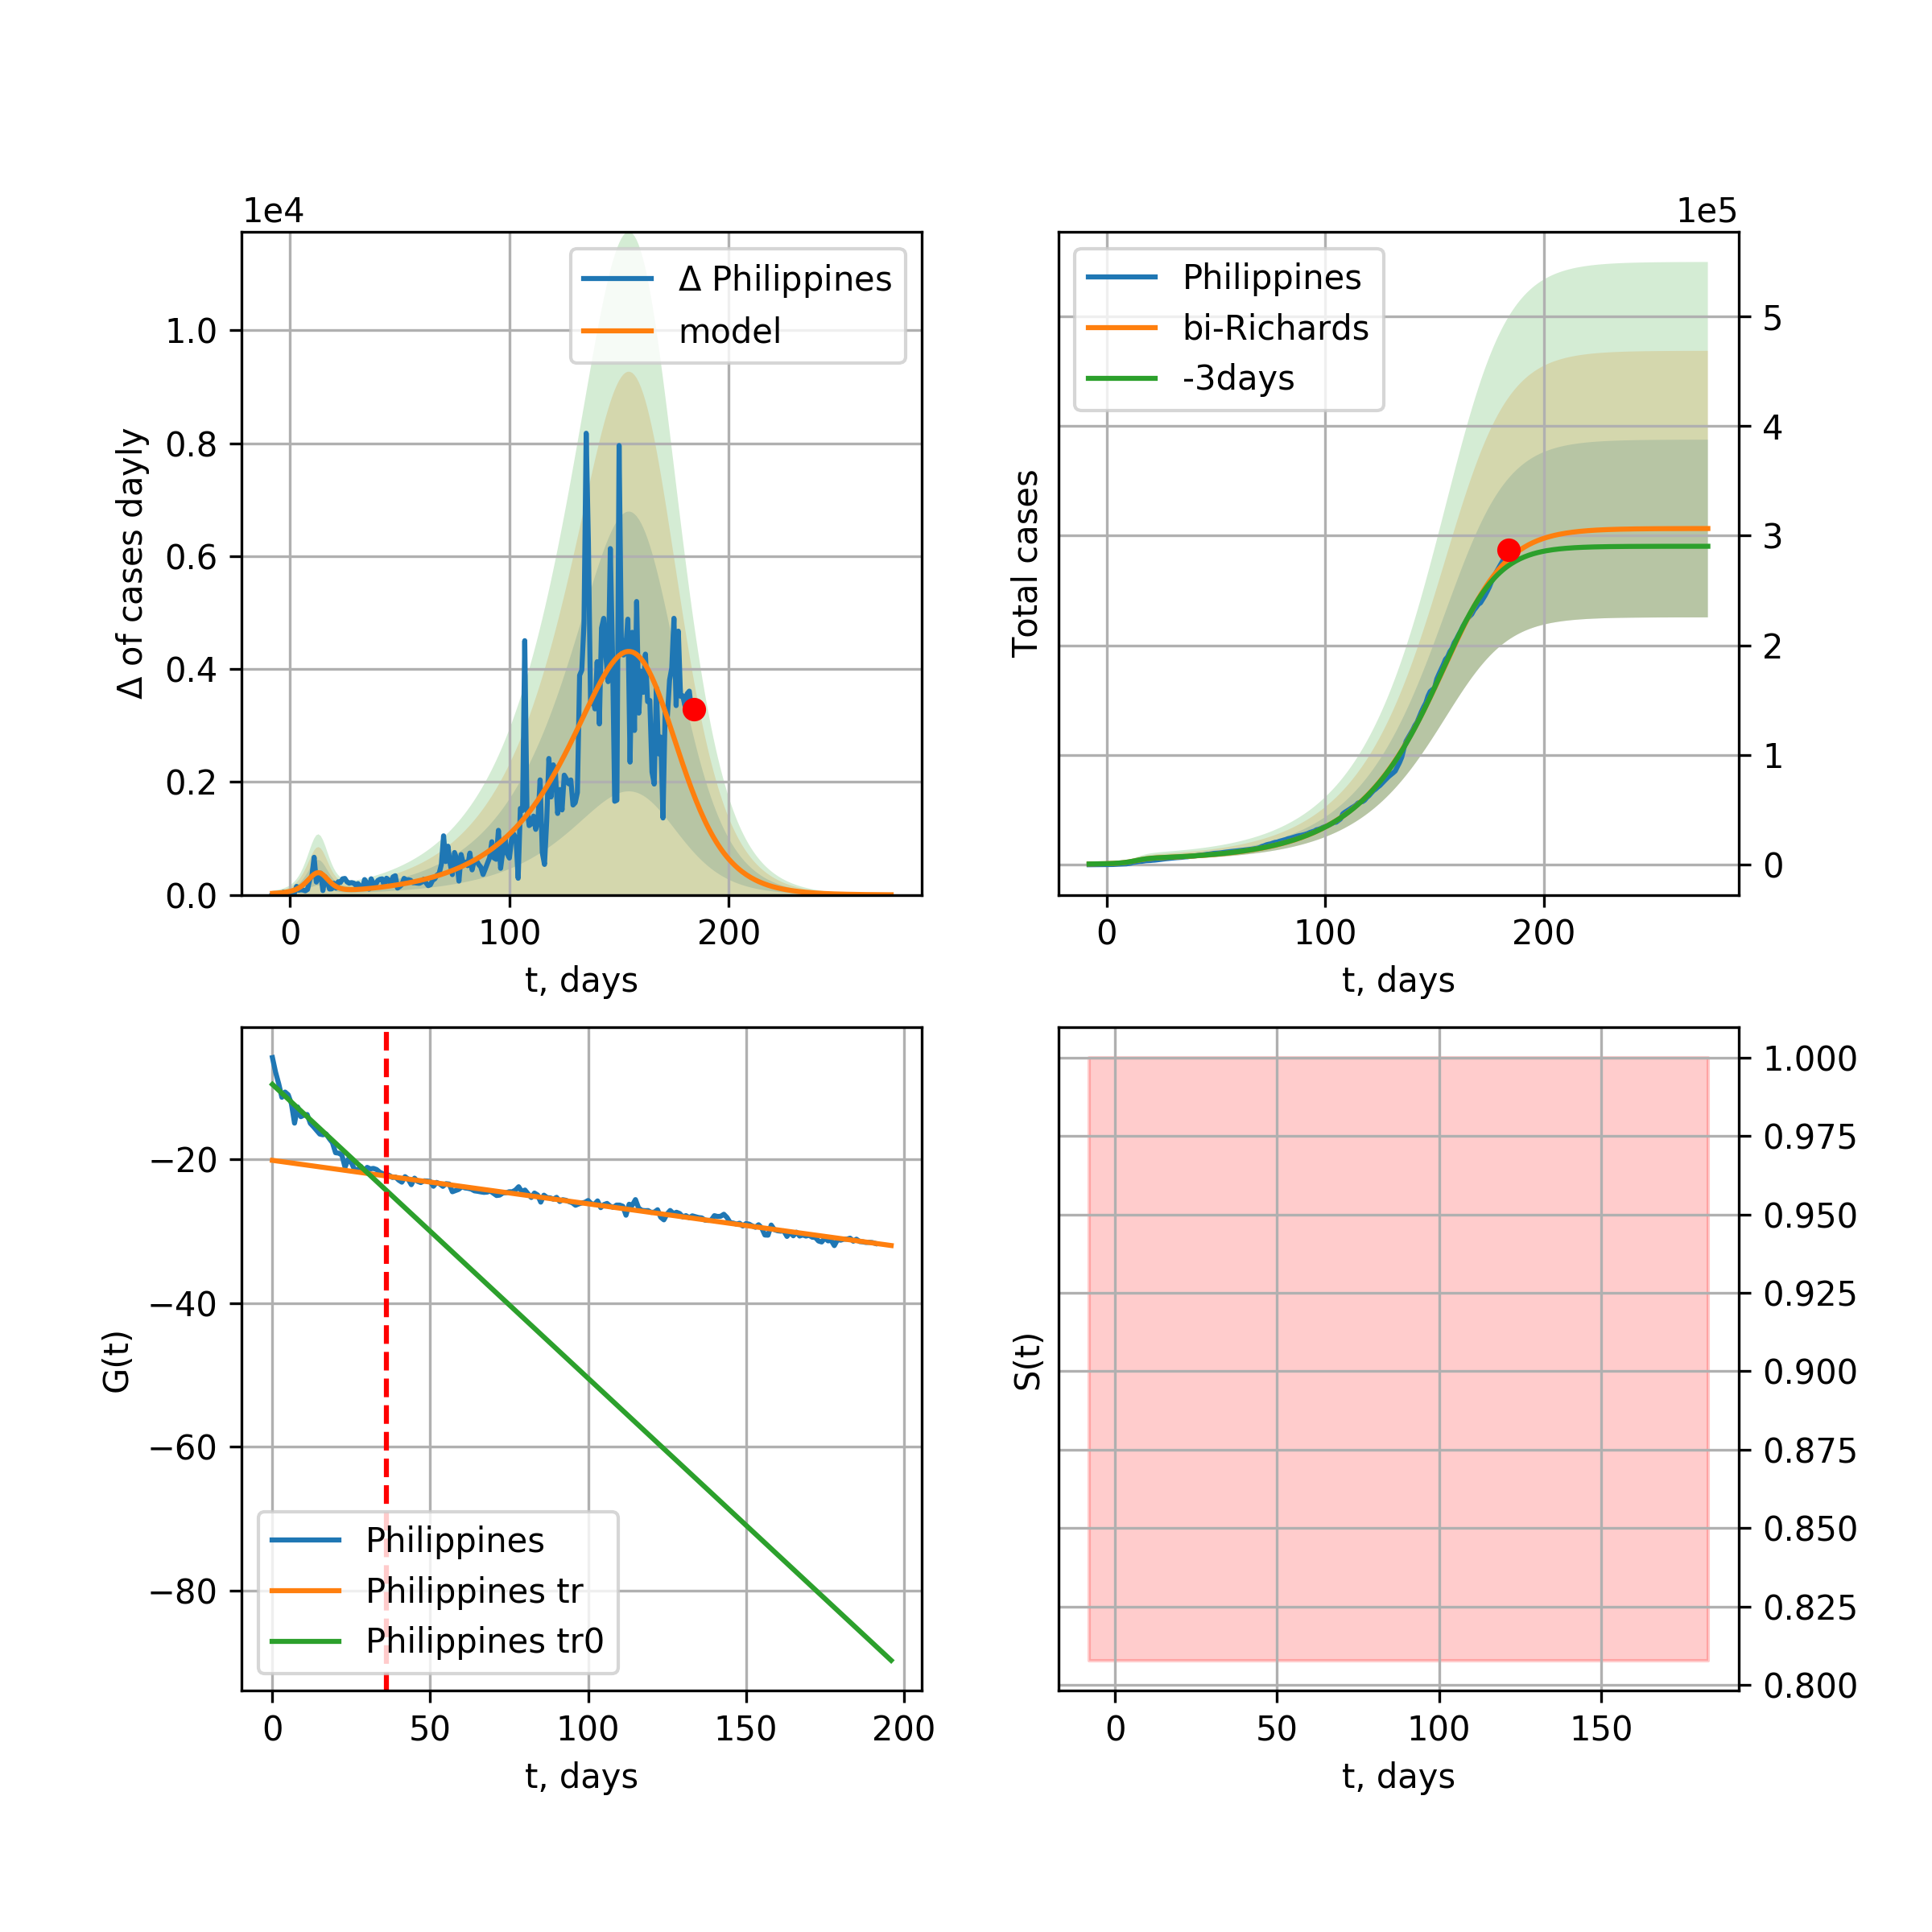 1e4
Δ Philippines
model
1.0
0.8
0.6
0.4
0.2
0.0
Δ of cases dayly
0 100 200
t, days
1e5
Philippines
bi-Richards
-3days
5
4
3
2
1
0
Total cases
0 100 200
t, days
−20
−40
−60
−80
G(t)
Philippines
Philippines tr
Philippines tr0
0 50 100 150 200
t, days
1.000
0.975
0.950
0.925
0.900
0.875
0.850
0.825
0.800
S(t)
0 50 100 150
t, days